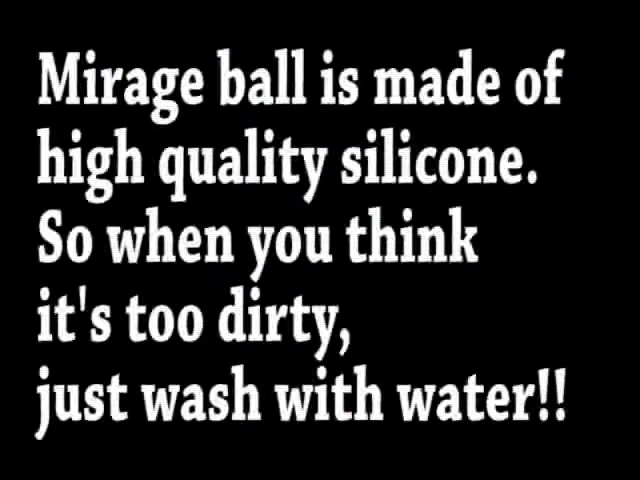 Mirage ball is made of
high quality silicone.
So when you think
it's too dirty,
just wash with water!!